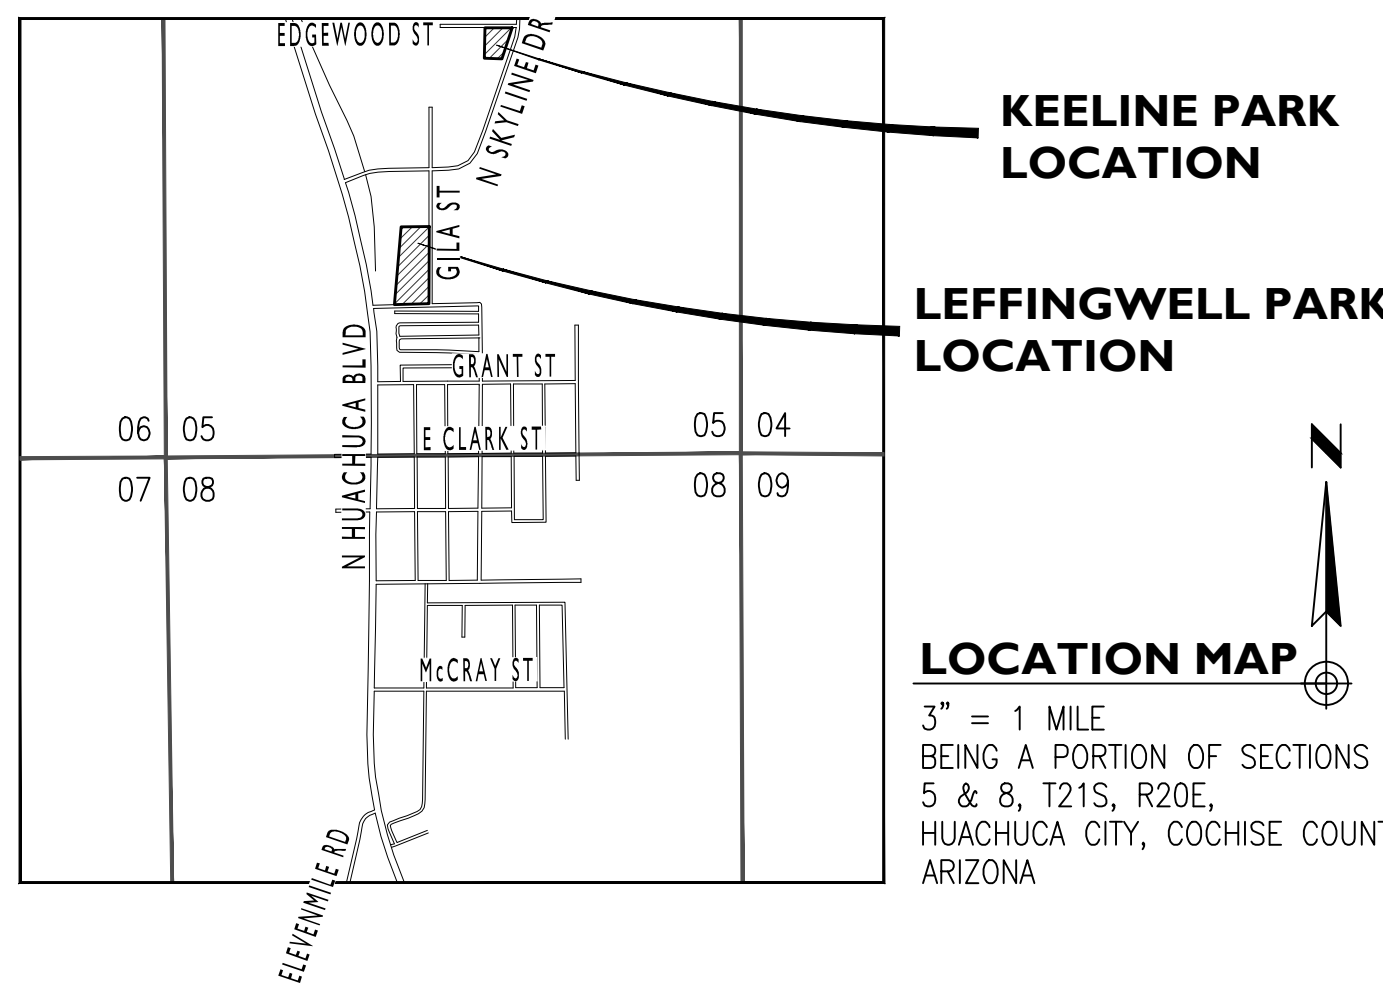 EDGEWOOD ST
N SKYLINE DR
KEELINE PARK
LOCATION
GILA ST
LEFFINGWELL PARK
LOCATION
N HUACHUCA BLVD
GRANT ST
E CLARK ST
06 05
05 04
07 08
08 09
N
McCRAY ST
ELEVENMILE RD
LOCATION MAP
3” = 1 MILE
BEING A PORTION OF SECTIONS
5 & 8, T21S, R20E,
HUACHUCA CITY, COCHISE COUNT
ARIZONA